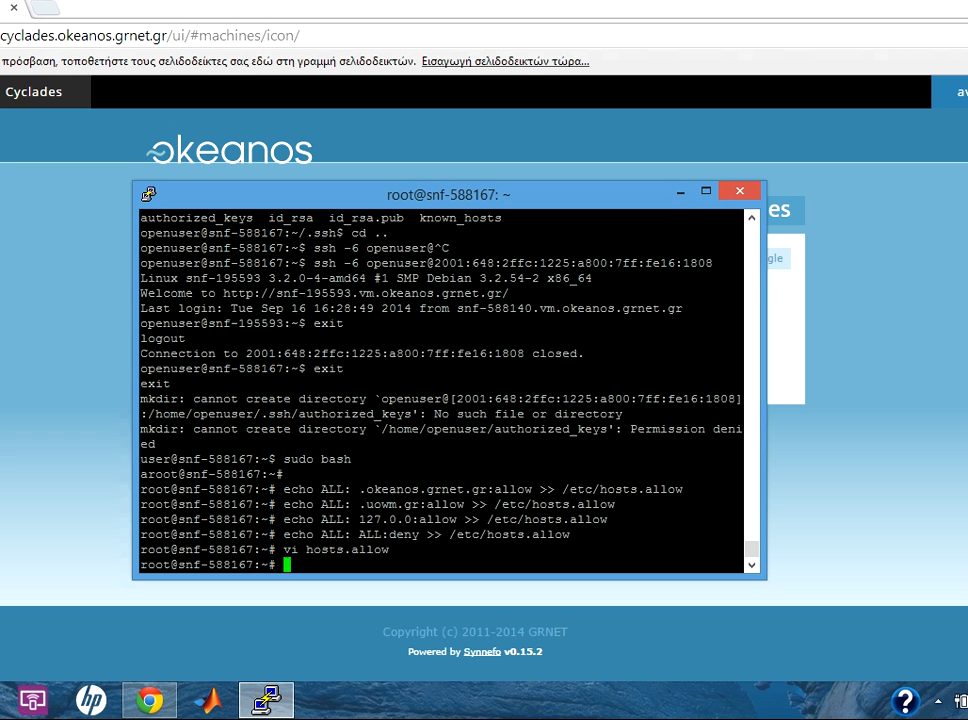 cyclades.okeanos.grnet.gr/ui/#machines/icon/
πρόσβαση, τοποθετήστε τους σελιδοδείκτες σας εδώ στη γραμμή σελιδοδεικτών. Εισαγωγή σελιδοδεικτών τώρα...
Cyclades
av
okeanos
root@snf-588167: ~
es
gle
authorized_keys  id_rsa  id_rsa.pub  known_hosts
openuser@snf-588167:~/.ssh$ cd ..
openuser@snf-588167:~$ ssh -6 openuser@^C
openuser@snf-588167:~$ ssh -6 openuser@2001:648:2ffc:1225:a800:7ff:fe16:1808
Linux snf-195593 3.2.0-4-amd64 #1 SMP Debian 3.2.54-2 x86_64
Welcome to http://snf-195593.vm.okeanos.grnet.gr/
Last login: Tue Sep 16 16:28:49 2014 from snf-588140.vm.okeanos.grnet.gr
openuser@snf-195593:~$ exit
logout
Connection to 2001:648:2ffc:1225:a800:7ff:fe16:1808 closed.
openuser@snf-588167:~$ exit
exit
mkdir: cannot create directory `openuser@[2001:648:2ffc:1225:a800:7ff:fe16:1808]
:/home/openuser/.ssh/authorized_keys': No such file or directory
mkdir: cannot create directory `/home/openuser/authorized_keys': Permission deni
ed
user@snf-588167:~$ sudo bash
aroot@snf-588167:~#
root@snf-588167:~# echo ALL: .okeanos.grnet.gr:allow >> /etc/hosts.allow
root@snf-588167:~# echo ALL: .uowm.gr:allow >> /etc/hosts.allow
root@snf-588167:~# echo ALL: 127.0.0:allow >> /etc/hosts.allow
root@snf-588167:~# echo ALL: ALL:deny >> /etc/hosts.allow
root@snf-588167:~# vi hosts.allow
root@snf-588167:~#
Copyright (c) 2011-2014 GRNET
Powered by Synnefo v0.15.2
hp
?